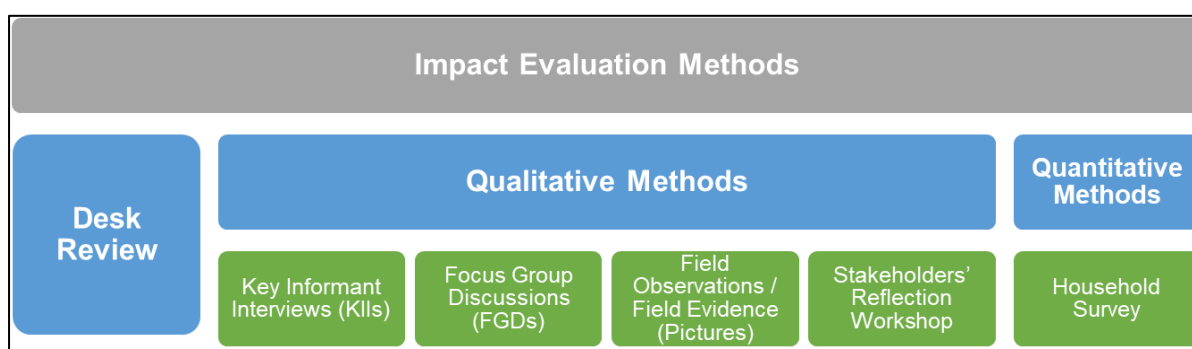 Impact Evaluation Methods
Desk
Review
Qualitative Methods
Quantitative
Methods
Key Informant
Interviews (KIIs)
Focus Group
Discussions
(FGDs)
Field
Observations /
Field Evidence
(Pictures)
Stakeholders’
Reflection
Workshop
Household
Survey